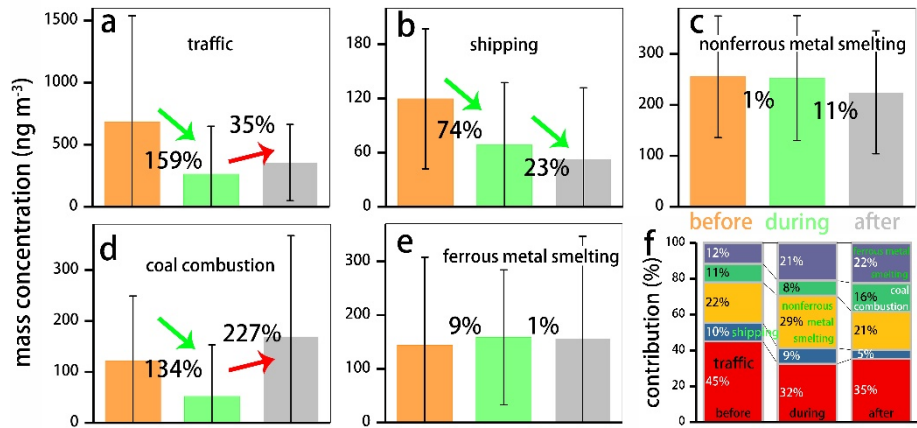 mass concentration (ng m⁻³)
a
traffic
1500
1000
500
0
159%
35%
b
shipping
180
120
60
0
74%
23%
c
nonferrous metal smelting
300
200
100
0
1%
11%
d
coal combustion
300
200
100
0
134%
227%
e
ferrous metal smelting
300
200
100
0
9%
1%
before during after
f
contribution (%)
100
80
60
40
20
0
12%
11%
22%
10% shipping
traffic
45%
before
21%
8%
nonferrous
29% metal
smelting
9%
32%
during
ferrous metal
22%
smelting
coal
16%
combustion
21%
5%
35%
after